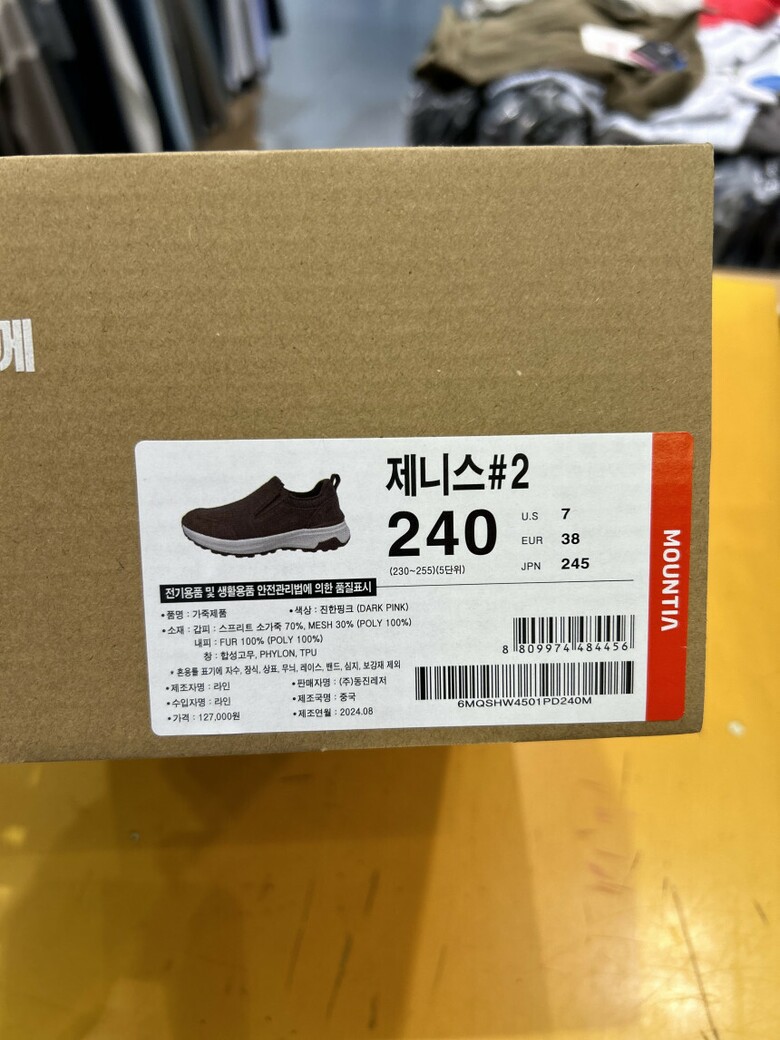 께
제니스#2
240
U.S 7
EUR 38
JPN 245
(230~255)(5단위)
전기용품 및 생활용품 안전관리법에 의한 품질표시
•품명 : 가죽제품 •색상 : 진한핑크 (DARK PINK)
•소재 : 갑피 : 스프리트 소가죽 70%, MESH 30% (POLY 100%)
내피 : FUR 100% (POLY 100%)
창 : 합성고무, PHYLON, TPU
* 혼용률 표기에 자수, 장식, 상표, 무늬, 레이스, 밴드, 심지, 보강재 제외
•제조자명 : 라인 •판매자명 : (주)동진레저
•수입자명 : 라인 •제조국명 : 중국
•가격 : 127,000원 •제조연월 : 2024.08
8 809974 484456
6MQSHW4501PD240M
MOUNTIA